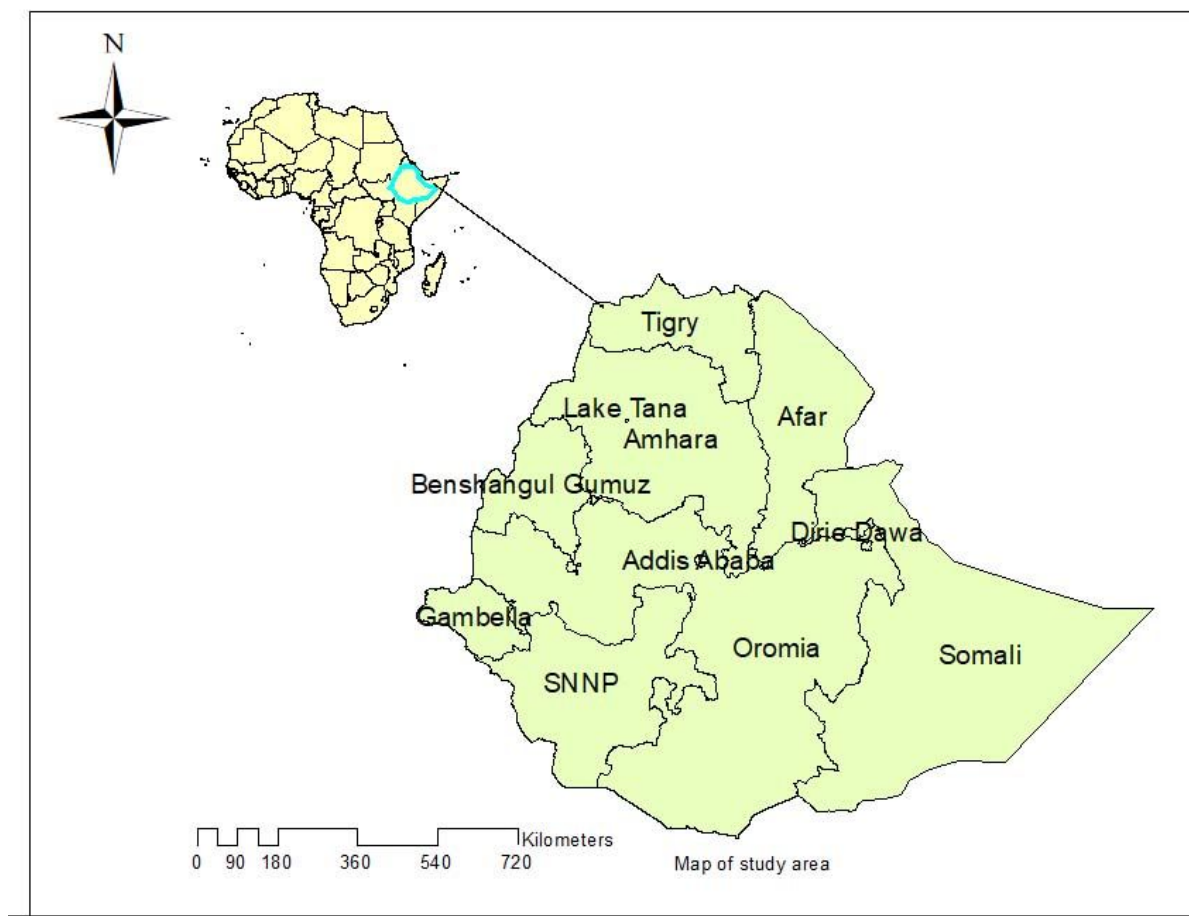 N
Tigry
Afar
Lake Tana
Amhara
Benshangul Gumuz
Dirie Dawa
Addis Ababa
Gambella
Oromia
Somali
SNNP
Kilometers
0 90 180 360 540 720
Map of study area